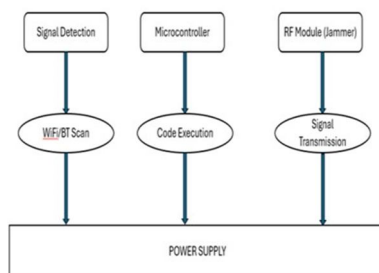 Signal Detection
Microcontroller
RF Module (Jammer)
WiFi/BT Scan
Code Execution
Signal
Transmission
POWER SUPPLY